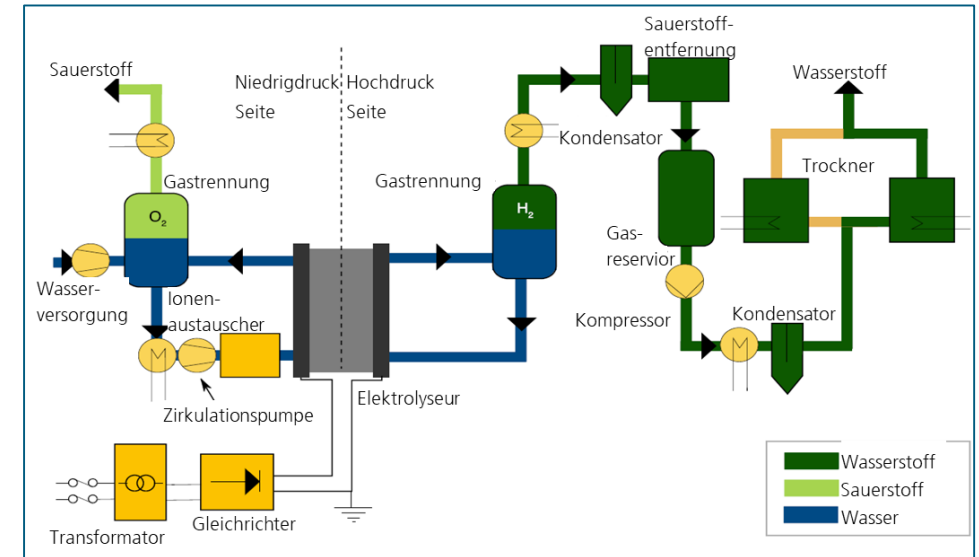 Sauerstoff-
entfernung
Sauerstoff
Niedrigdruck
Seite
Hochdruck
Seite
Wasserstoff
Kondensator
Trockner
Gastrennung
Gastrennung
O₂
H₂
Gas-
reservior
Wasser-
versorgung
Ionen-
austauscher
Kompressor
Kondensator
Zirkulationspumpe
Elektrolyseur
Transformator
Gleichrichter
Wasserstoff
Sauerstoff
Wasser